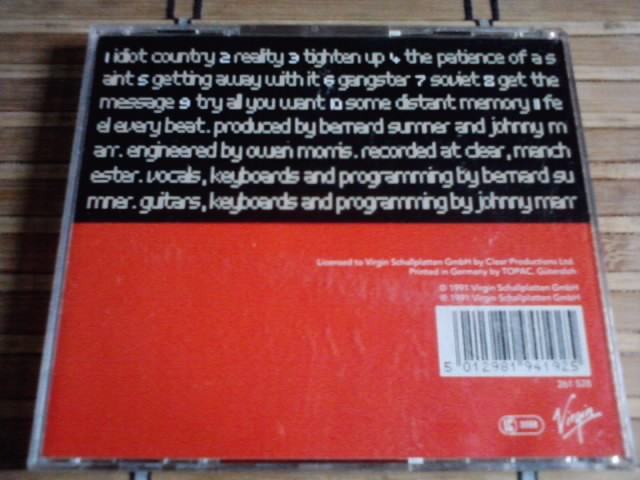 1 idiot country 2 reality 3 tighten up 4 the patience of a s
aint 5 getting away with it 6 gangster 7 soviet 8 get the
message 9 try all you want 10 some distant memory 11 fe
el every beat. produced by bernard sumner and johnny m
arr. engineered by owen morris. recorded at clear, manch
ester. vocals, keyboards and programming by bernard su
mner. guitars, keyboards and programming by johnny marr
Licensed to Virgin Schallplatten GmbH by Clear Productions Ltd.
Printed in Germany by TOPAC, Gütersloh
℗ 1991 Virgin Schallplatten GmbH
© 1991 Virgin Schallplatten GmbH
5 012981 941925
261 528
LC
Virgin